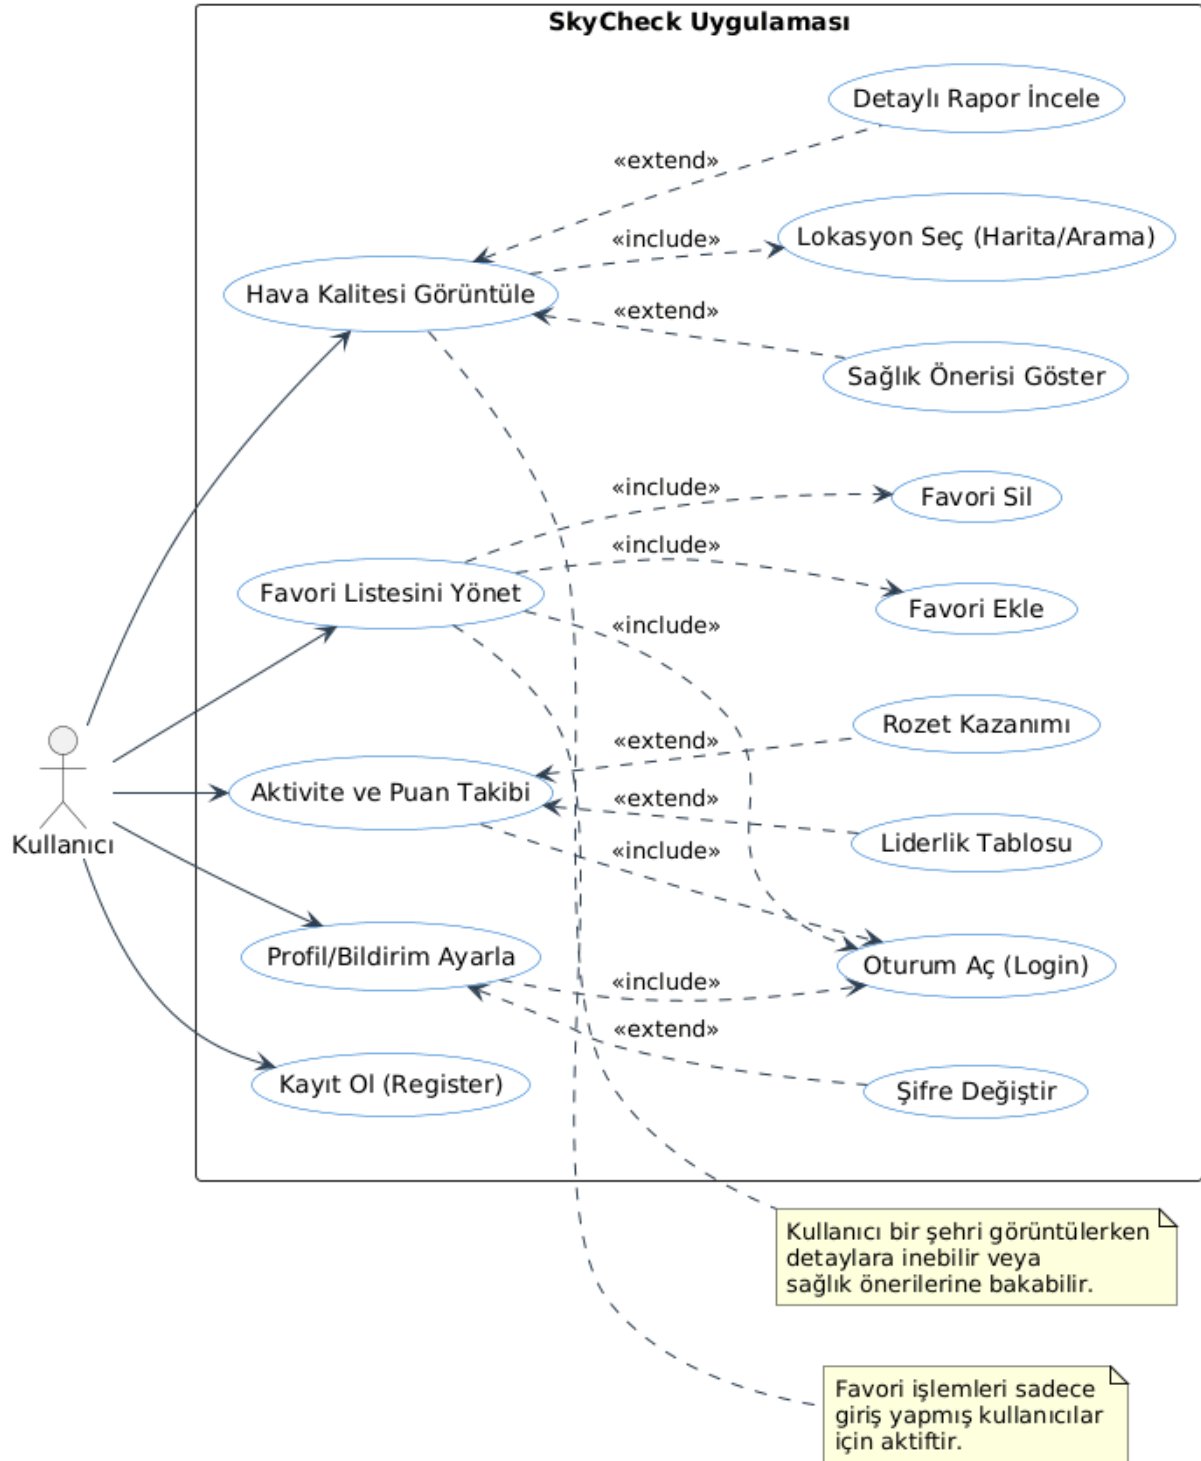 SkyCheck Uygulaması
Detaylı Rapor İncele
«extend»
Lokasyon Seç (Harita/Arama)
«include»
Hava Kalitesi Görüntüle
«extend»
Sağlık Önerisi Göster
«include»
Favori Sil
«include»
Favori Listesini Yönet
Favori Ekle
«include»
Rozet Kazanımı
«extend»
Aktivite ve Puan Takibi
«extend»
Liderlik Tablosu
Kullanıcı
«include»
Profil/Bildirim Ayarla
Oturum Aç (Login)
«include»
«extend»
Kayıt Ol (Register)
Şifre Değiştir
Kullanıcı bir şehri görüntülerken
detaylara inebilir veya
sağlık önerilerine bakabilir.
Favori işlemleri sadece
giriş yapmış kullanıcılar
için aktiftir.